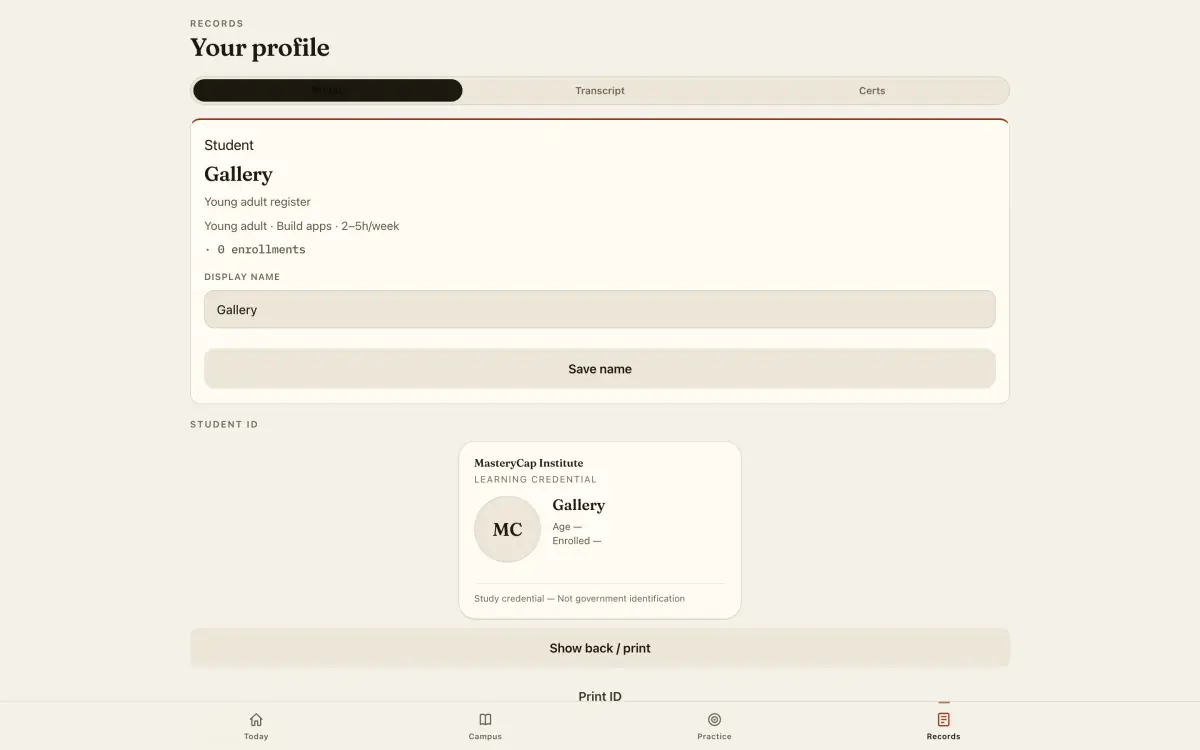 RECORDS
Your profile
Transcript
Certs
Student
Gallery
Young adult register
Young adult · Build apps · 2–5h/week
· 0 enrollments
DISPLAY NAME
Gallery
Save name
STUDENT ID
MasteryCap Institute
LEARNING CREDENTIAL
MC
Gallery
Age —
Enrolled —
Study credential — Not government identification
Show back / print
Print ID
Today
Campus
Practice
Records